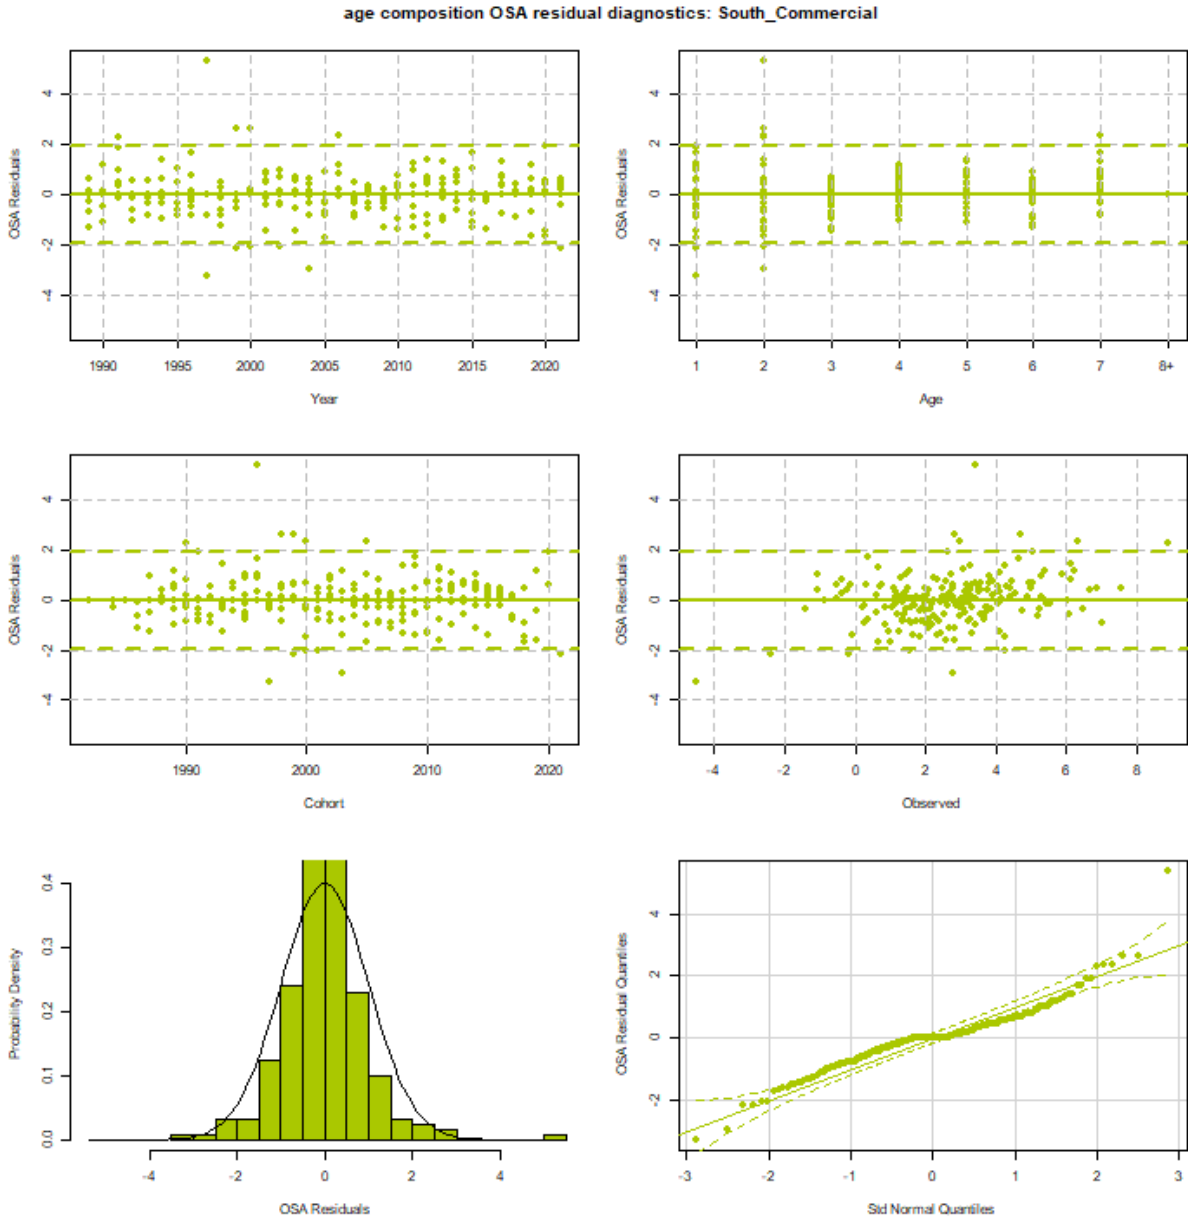 age composition OSA residual diagnostics: South_Commercial
OSA Residuals
4
2
0
-2
-4
1990 1995 2000 2005 2010 2015 2020
Year
OSA Residuals
4
2
0
-2
-4
1 2 3 4 5 6 7 8+
Age
OSA Residuals
4
2
0
-2
-4
1990 2000 2010 2020
Cohort
OSA Residuals
4
2
0
-2
-4
-4 -2 0 2 4 6 8
Observed
Probability Density
0.4
0.3
0.2
0.1
0.0
-4 -2 0 2 4
OSA Residuals
OSA Residual Quantiles
4
2
0
-2
-3 -2 -1 0 1 2 3
Std Normal Quantiles